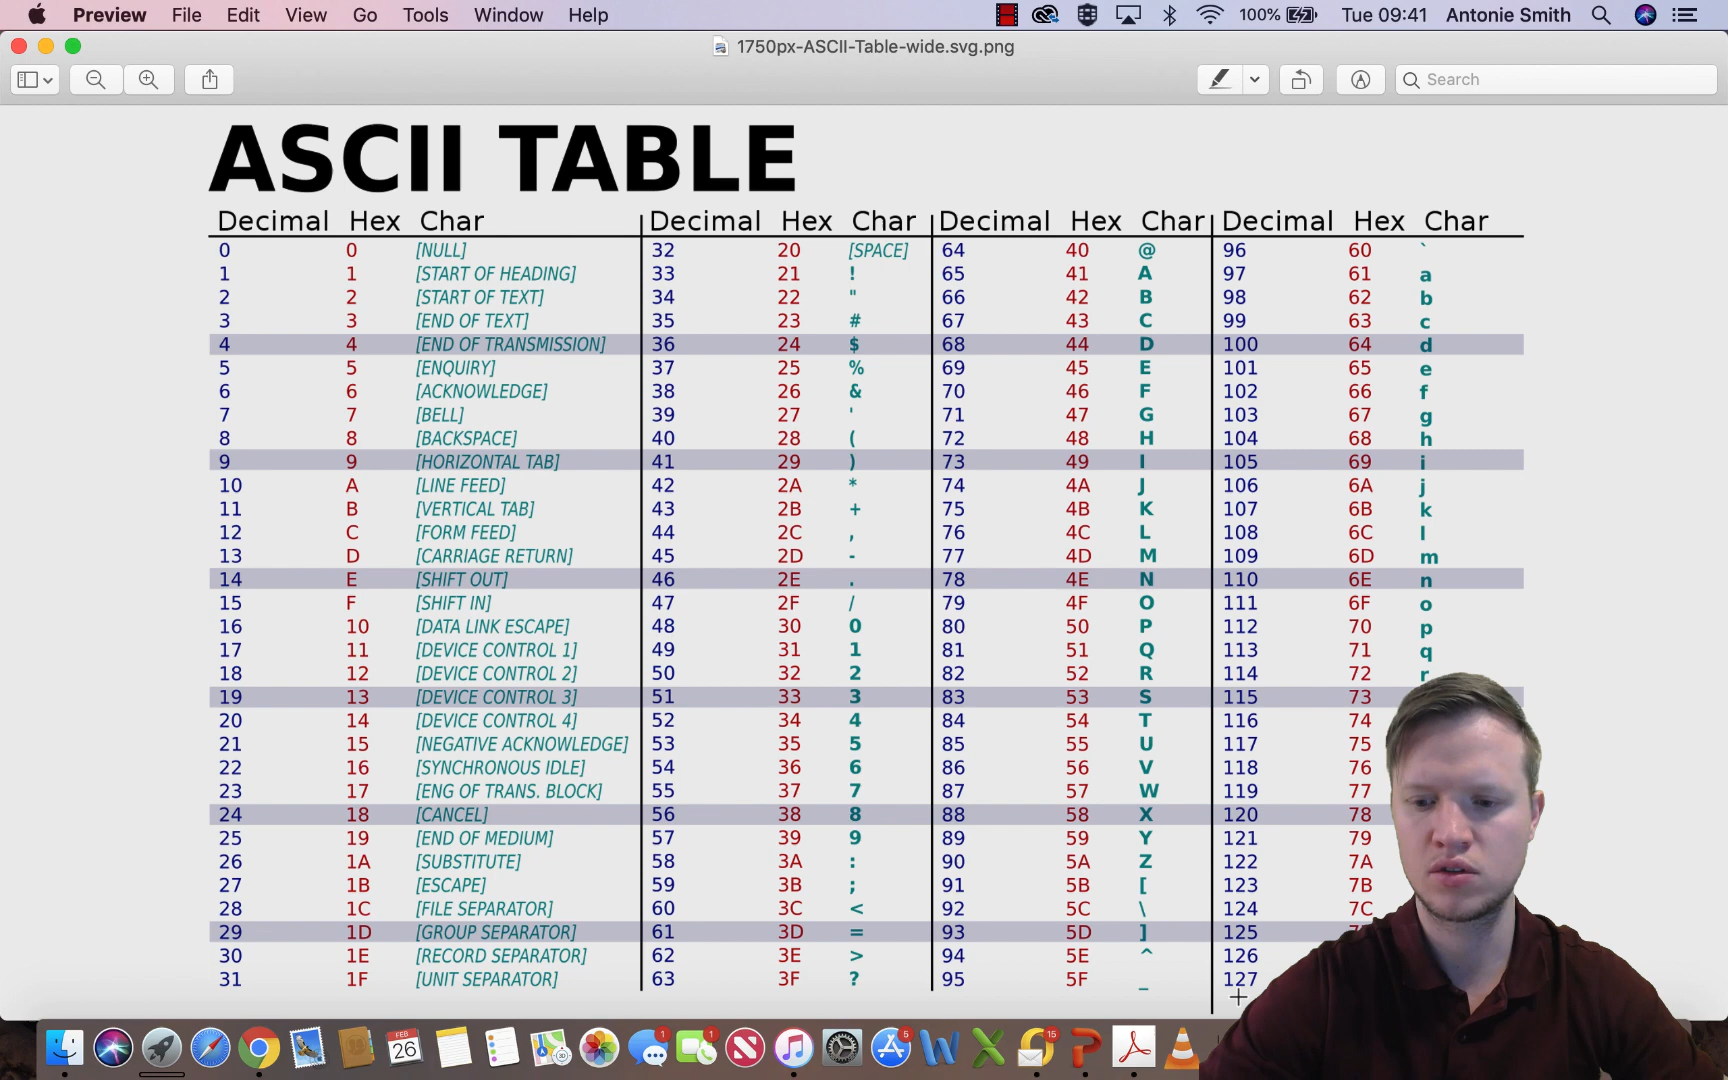 Preview File Edit View Go Tools Window Help 100% Tue 09:41 Antonie Smith
1750px-ASCII-Table-wide.svg.png
Search
ASCII TABLE
Decimal Hex Char Decimal Hex Char Decimal Hex Char Decimal Hex Char
0 0 [NULL] 32 20 [SPACE] 64 40 @ 96 60 `
1 1 [START OF HEADING] 33 21 ! 65 41 A 97 61 a
2 2 [START OF TEXT] 34 22 " 66 42 B 98 62 b
3 3 [END OF TEXT] 35 23 # 67 43 C 99 63 c
4 4 [END OF TRANSMISSION] 36 24 $ 68 44 D 100 64 d
5 5 [ENQUIRY] 37 25 % 69 45 E 101 65 e
6 6 [ACKNOWLEDGE] 38 26 & 70 46 F 102 66 f
7 7 [BELL] 39 27 ' 71 47 G 103 67 g
8 8 [BACKSPACE] 40 28 ( 72 48 H 104 68 h
9 9 [HORIZONTAL TAB] 41 29 ) 73 49 I 105 69 i
10 A [LINE FEED] 42 2A * 74 4A J 106 6A j
11 B [VERTICAL TAB] 43 2B + 75 4B K 107 6B k
12 C [FORM FEED] 44 2C , 76 4C L 108 6C l
13 D [CARRIAGE RETURN] 45 2D - 77 4D M 109 6D m
14 E [SHIFT OUT] 46 2E . 78 4E N 110 6E n
15 F [SHIFT IN] 47 2F / 79 4F O 111 6F o
16 10 [DATA LINK ESCAPE] 48 30 0 80 50 P 112 70 p
17 11 [DEVICE CONTROL 1] 49 31 1 81 51 Q 113 71 q
18 12 [DEVICE CONTROL 2] 50 32 2 82 52 R 114 72 r
19 13 [DEVICE CONTROL 3] 51 33 3 83 53 S 115 73
20 14 [DEVICE CONTROL 4] 52 34 4 84 54 T 116 74
21 15 [NEGATIVE ACKNOWLEDGE] 53 35 5 85 55 U 117 75
22 16 [SYNCHRONOUS IDLE] 54 36 6 86 56 V 118 76
23 17 [ENG OF TRANS. BLOCK] 55 37 7 87 57 W 119 77
24 18 [CANCEL] 56 38 8 88 58 X 120 78
25 19 [END OF MEDIUM] 57 39 9 89 59 Y 121 79
26 1A [SUBSTITUTE] 58 3A : 90 5A Z 122 7A
27 1B [ESCAPE] 59 3B ; 91 5B [ 123 7B
28 1C [FILE SEPARATOR] 60 3C < 92 5C \ 124 7C
29 1D [GROUP SEPARATOR] 61 3D = 93 5D ] 125
30 1E [RECORD SEPARATOR] 62 3E > 94 5E ^ 126
31 1F [UNIT SEPARATOR] 63 3F ? 95 5F _ 127
FEB
26
1 1 5 15